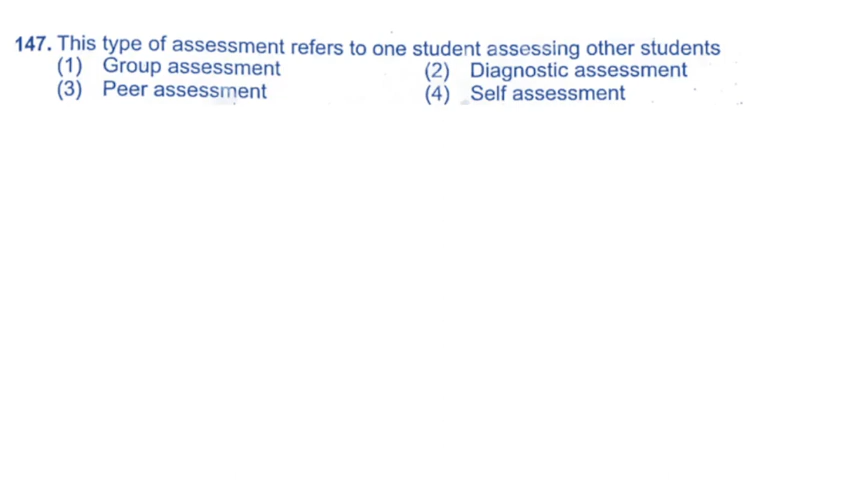 147. This type of assessment refers to one student assessing other students
(1) Group assessment (2) Diagnostic assessment
(3) Peer assessment (4) Self assessment